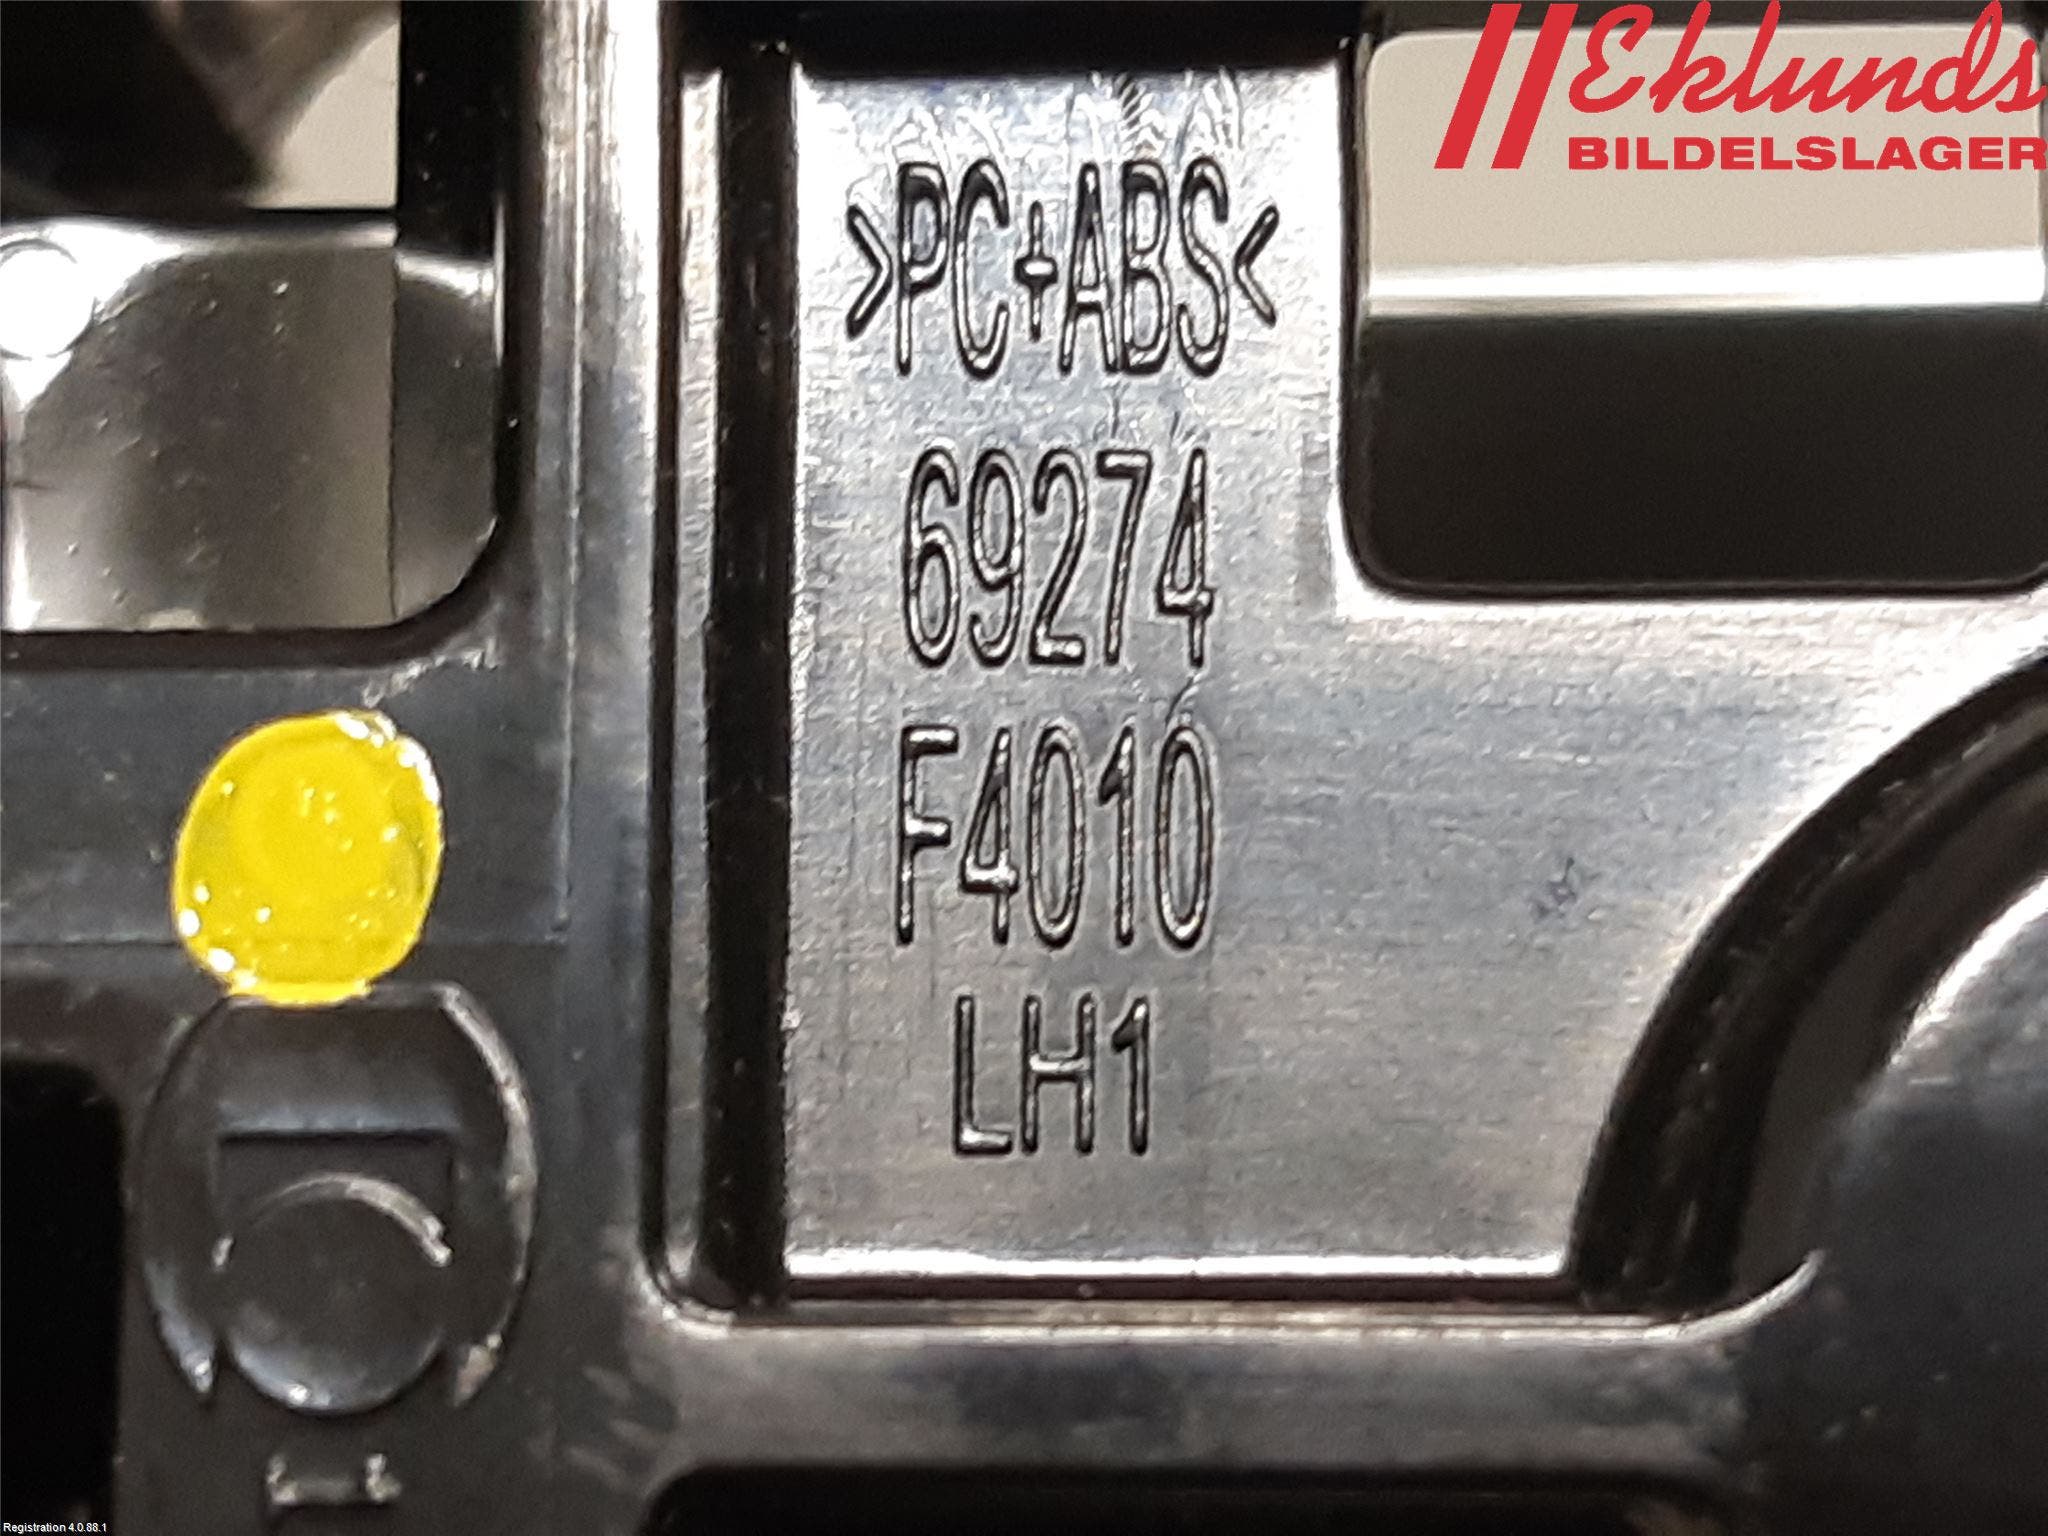 Eklunds
BILDELSLAGER
>PC+ABS<
69274
F4010
LH1
Registration 4.0.88.1